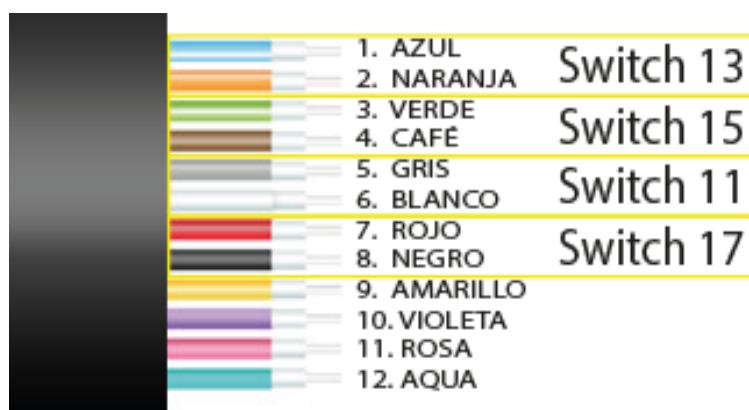 1. AZUL
2. NARANJA
Switch 13
3. VERDE
4. CAFÉ
Switch 15
5. GRIS
6. BLANCO
Switch 11
7. ROJO
8. NEGRO
Switch 17
9. AMARILLO
10. VIOLETA
11. ROSA
12. AQUA